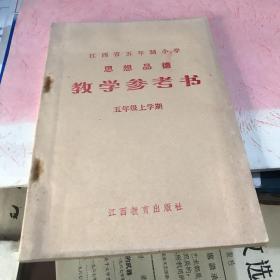 江西省五年制小学
思想品德
教学参考书
五年级上学期
江西教育出版社